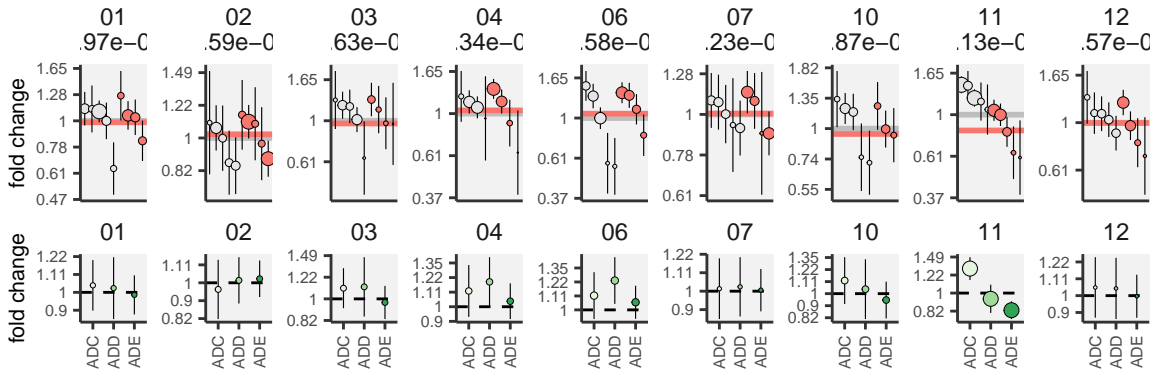 01 02 03 04 06 07 10 11 12
.97e−0 .59e−0 .63e−0 .34e−0 .58e−0 .23e−0 .87e−0 .13e−0 .57e−0
fold change
1.65 1.28 1 0.78 0.61 0.47
1.49 1.22 1 0.82
1.65 1 0.61
1.65 1 0.61 0.37
1.65 1 0.61
1.28 1 0.78 0.61
1.82 1.35 1 0.74 0.55
1.65 1 0.61 0.37
1.65 1 0.61
01 02 03 04 06 07 10 11 12
fold change
1.22 1.11 1 0.9
1.11 1 0.9 0.82
1.49 1.22 1 0.82
1.35 1.22 1.11 1 0.9
1.35 1.22 1.11 1
1.22 1.11 1 0.9
1.35 1.22 1.11 1 0.9 0.82
1.49 1.22 1 0.82
1.22 1.11 1 0.9
ADC ADD ADE ADC ADD ADE ADC ADD ADE ADC ADD ADE ADC ADD ADE ADC ADD ADE ADC ADD ADE ADC ADD ADE ADC ADD ADE